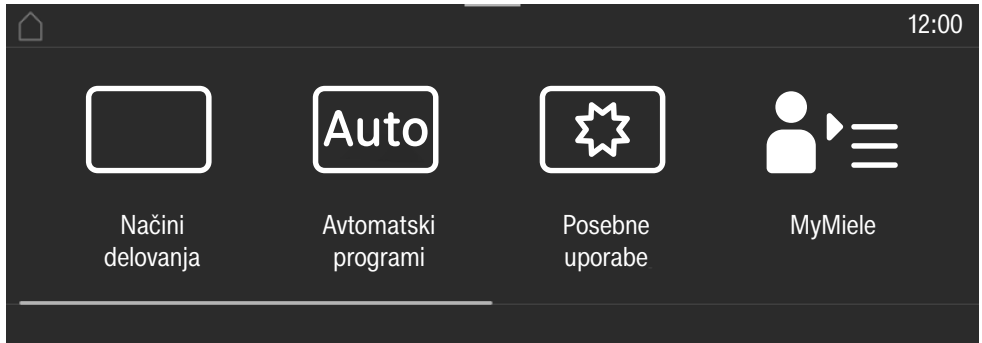 12:00
Auto
Načini
delovanja
Avtomatski
programi
Posebne
uporabe
MyMiele